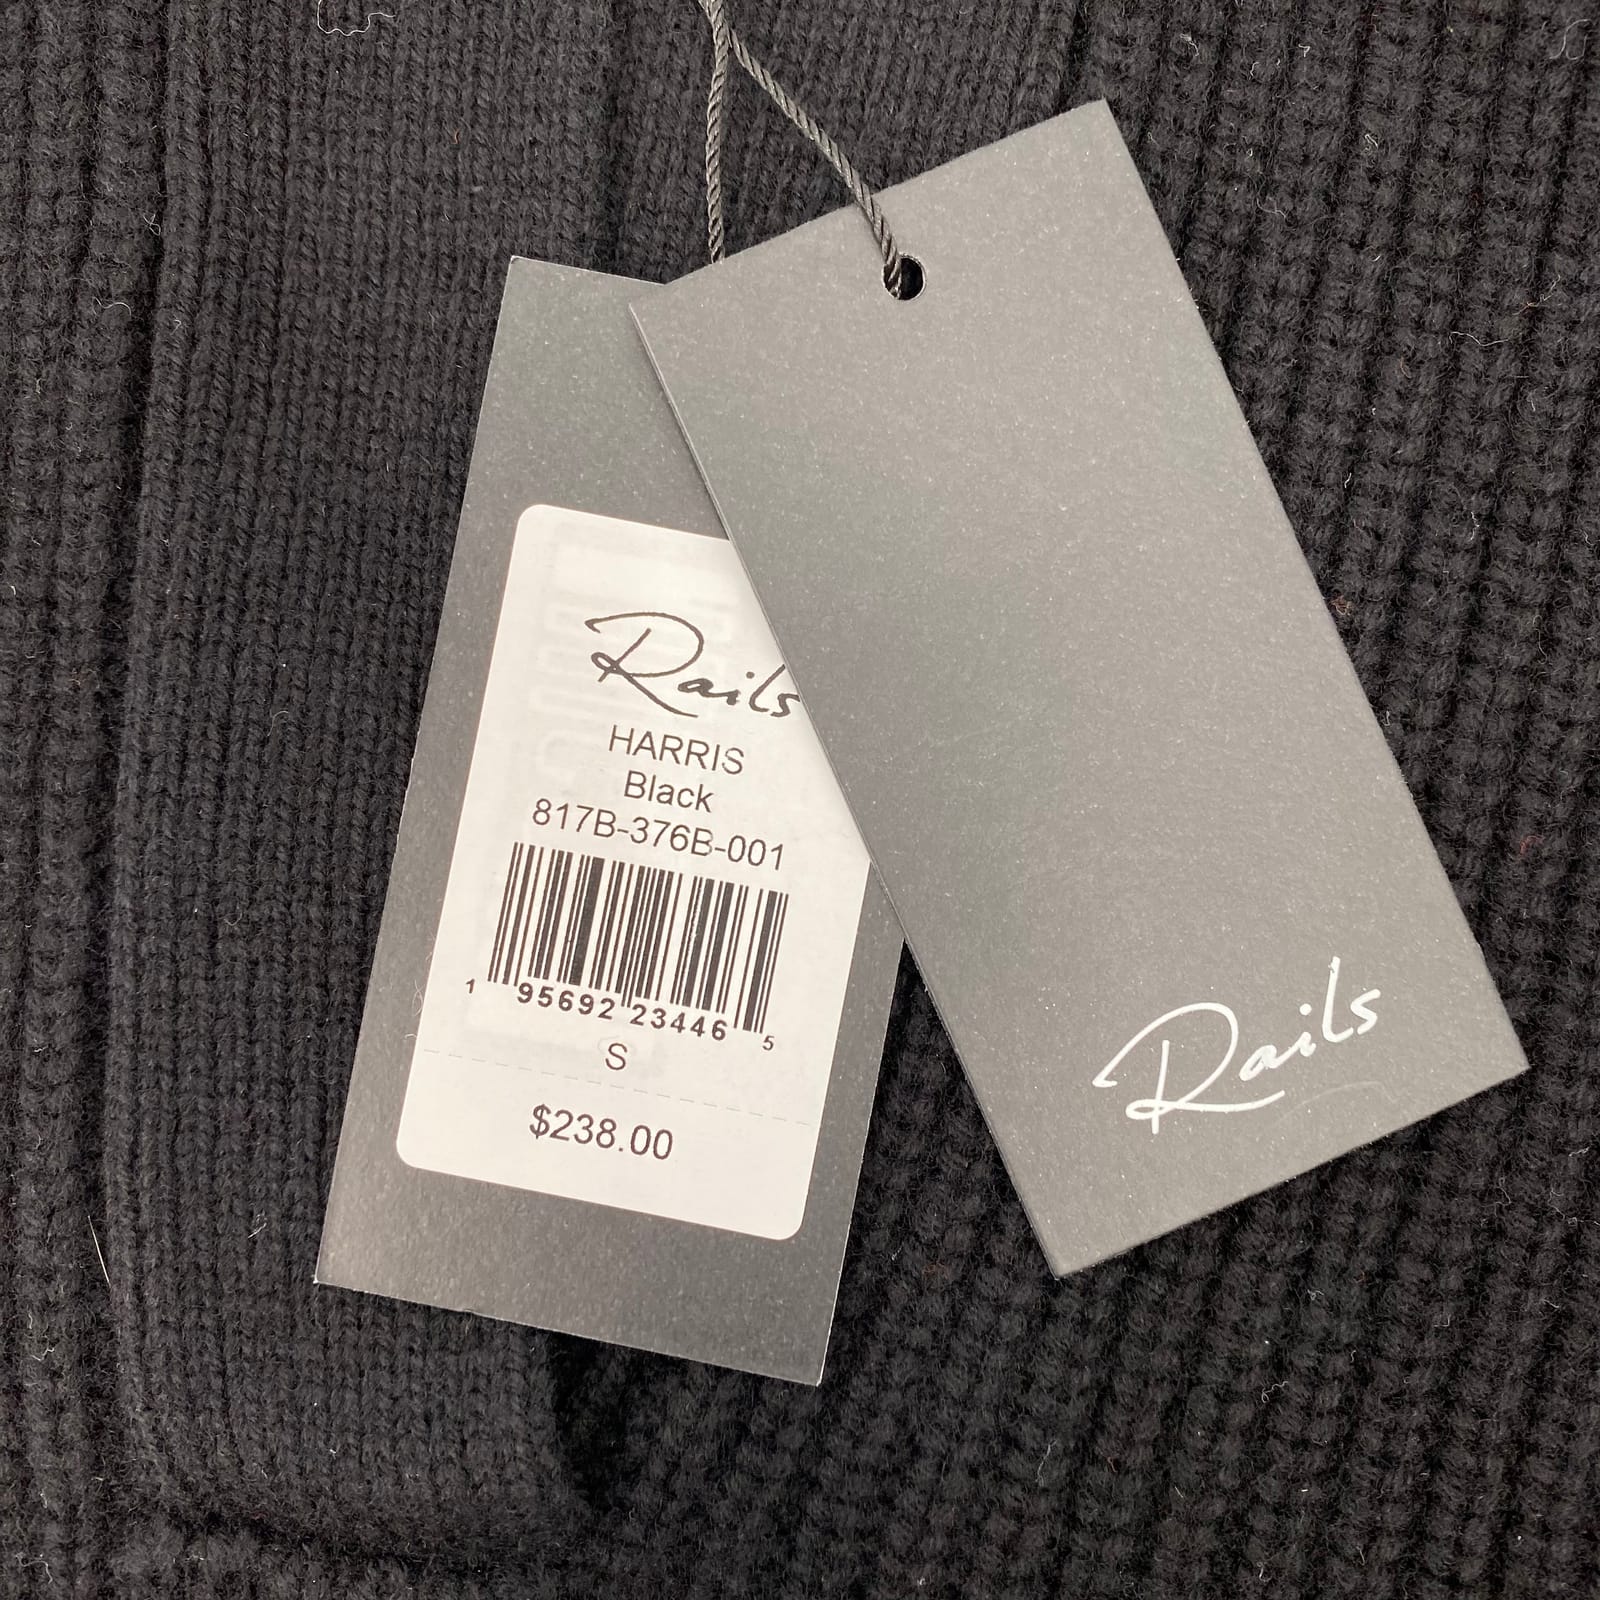 Rails
HARRIS
Black
817B-376B-001
1 95692 23446 5
S
$238.00
Rails